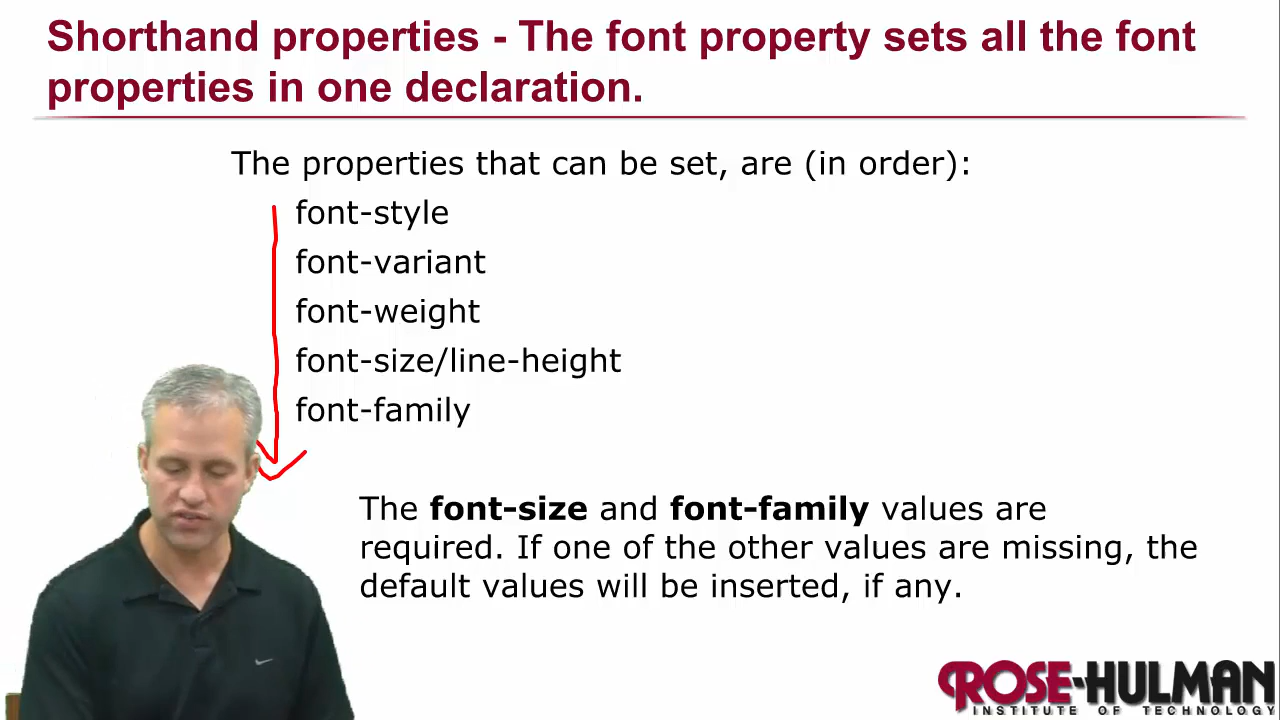 Shorthand properties - The font property sets all the font
properties in one declaration.
The properties that can be set, are (in order):
font-style
font-variant
font-weight
font-size/line-height
font-family
The font-size and font-family values are
required. If one of the other values are missing, the
default values will be inserted, if any.
ROSE-HULMAN
INSTITUTE OF TECHNOLOGY